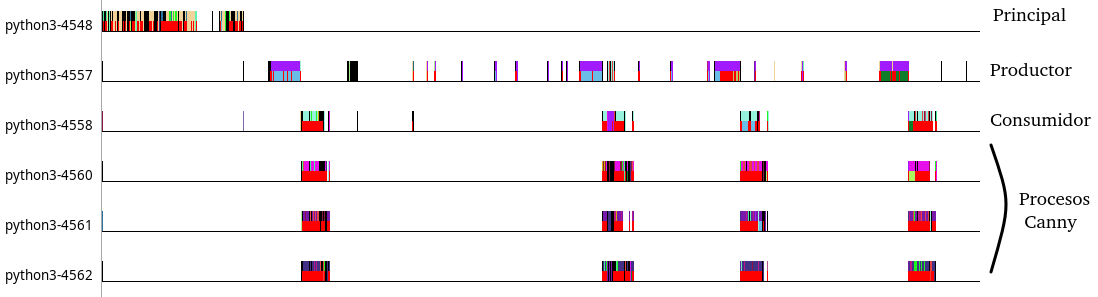 python3-4548 Principal
python3-4557 Productor
python3-4558 Consumidor
python3-4560
python3-4561
python3-4562
Procesos
Canny